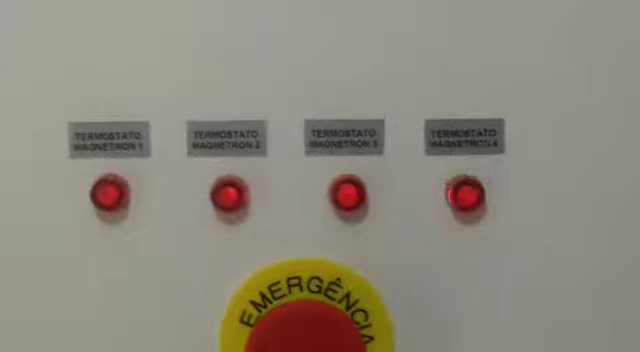 TERMOSTATO
MAGNETRON 1
TERMOSTATO
MAGNETRON 2
TERMOSTATO
MAGNETRON 3
TERMOSTATO
MAGNETRON 4
EMERGÊNCIA